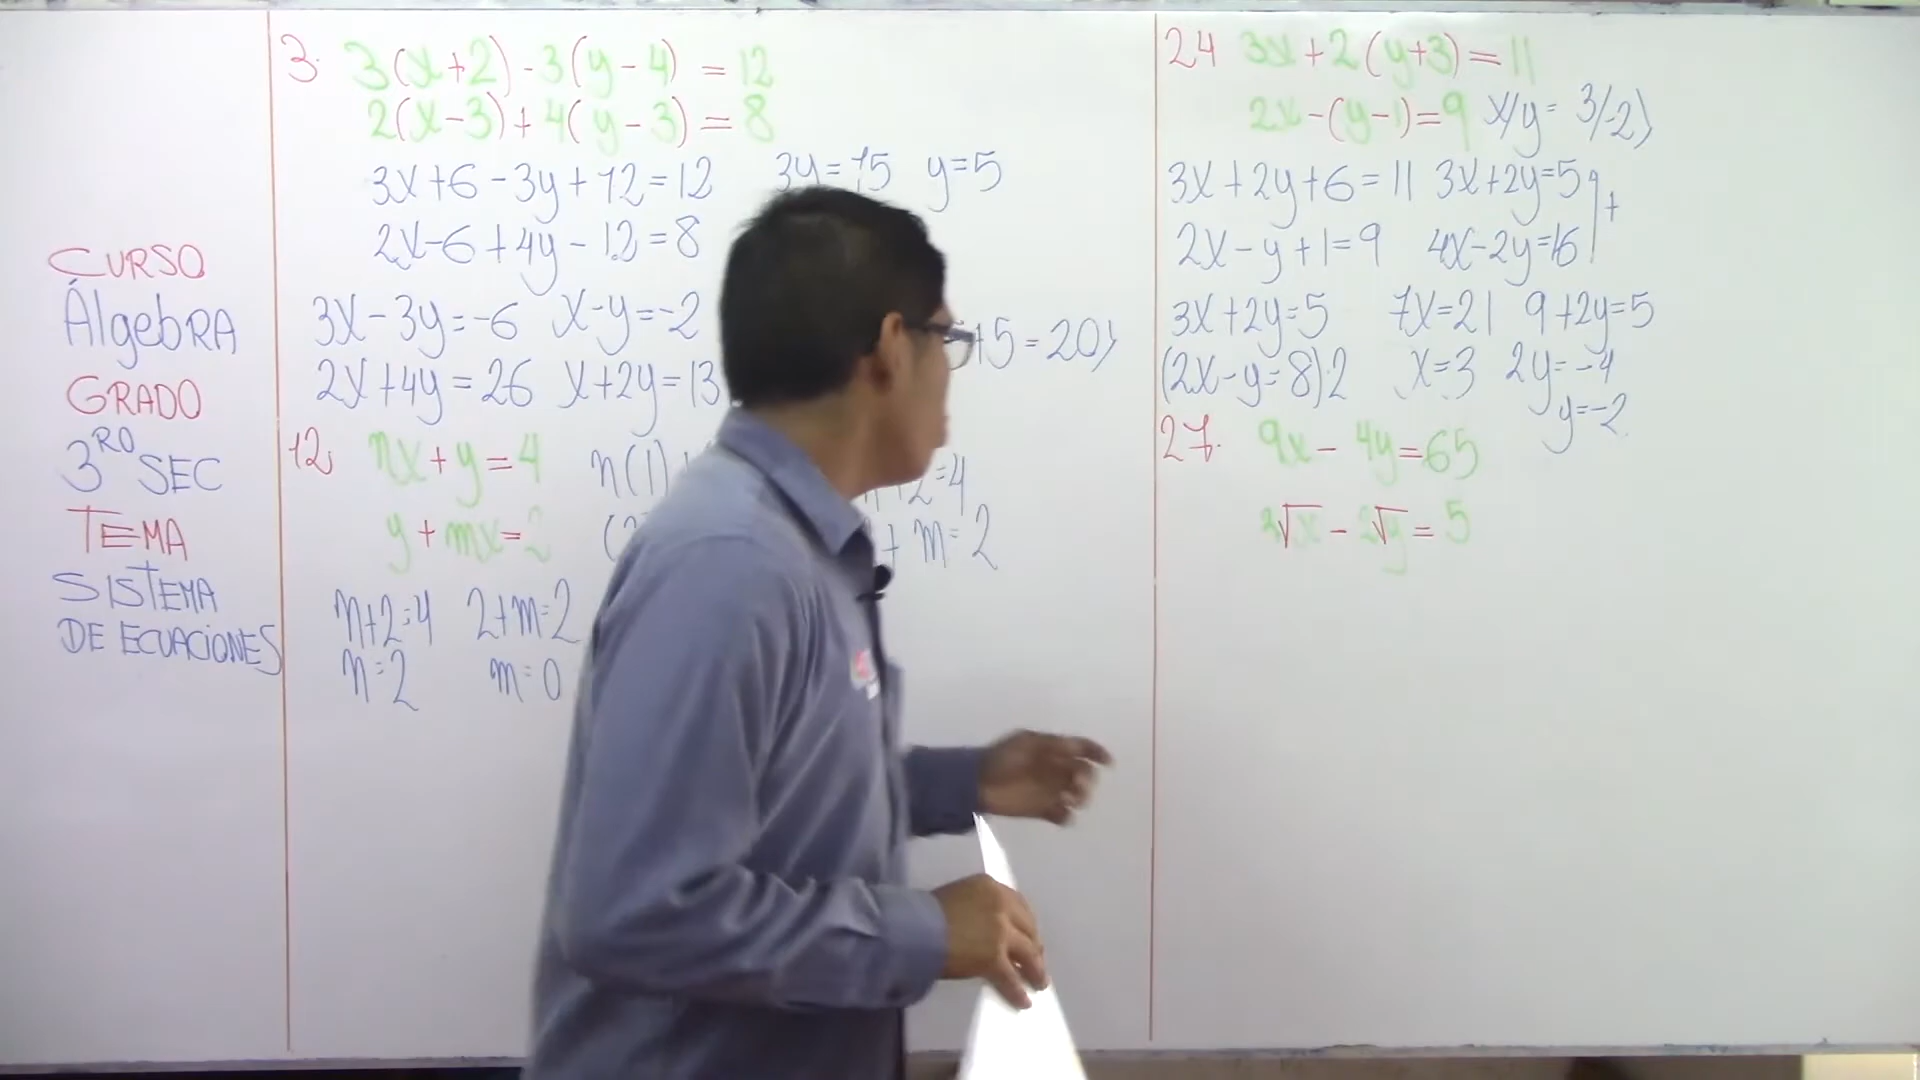 CURSO
Álgebra
GRADO
3RO SEC
TEMA
SISTEMA
DE ECUACIONES
3. 3(x+2)-3(y-4) = 12
2(x-3)+4(y-3) = 8
3x+6-3y+12=12 3y=15 y=5
2x-6+4y-12=8
3x-3y=-6 x-y=-2
+5=20)
2x+4y=26 x+2y=13
12 nx+y=4 n(1) +2=4
y+mx=2 + m=2
n+2=4 2+m=2
n=2 m=0
24 3x+2(y+3)=11
2x-(y-1)=9 x/y= 3/-2)
3x+2y+6=11 3x+2y=5 +
2x-y+1=9 4x-2y=16
3x+2y=5 7x=21 9+2y=5
(2x-y=8)2 x=3 2y=-4
y=-2
27. 9x-4y=65
3√x-2√y=5